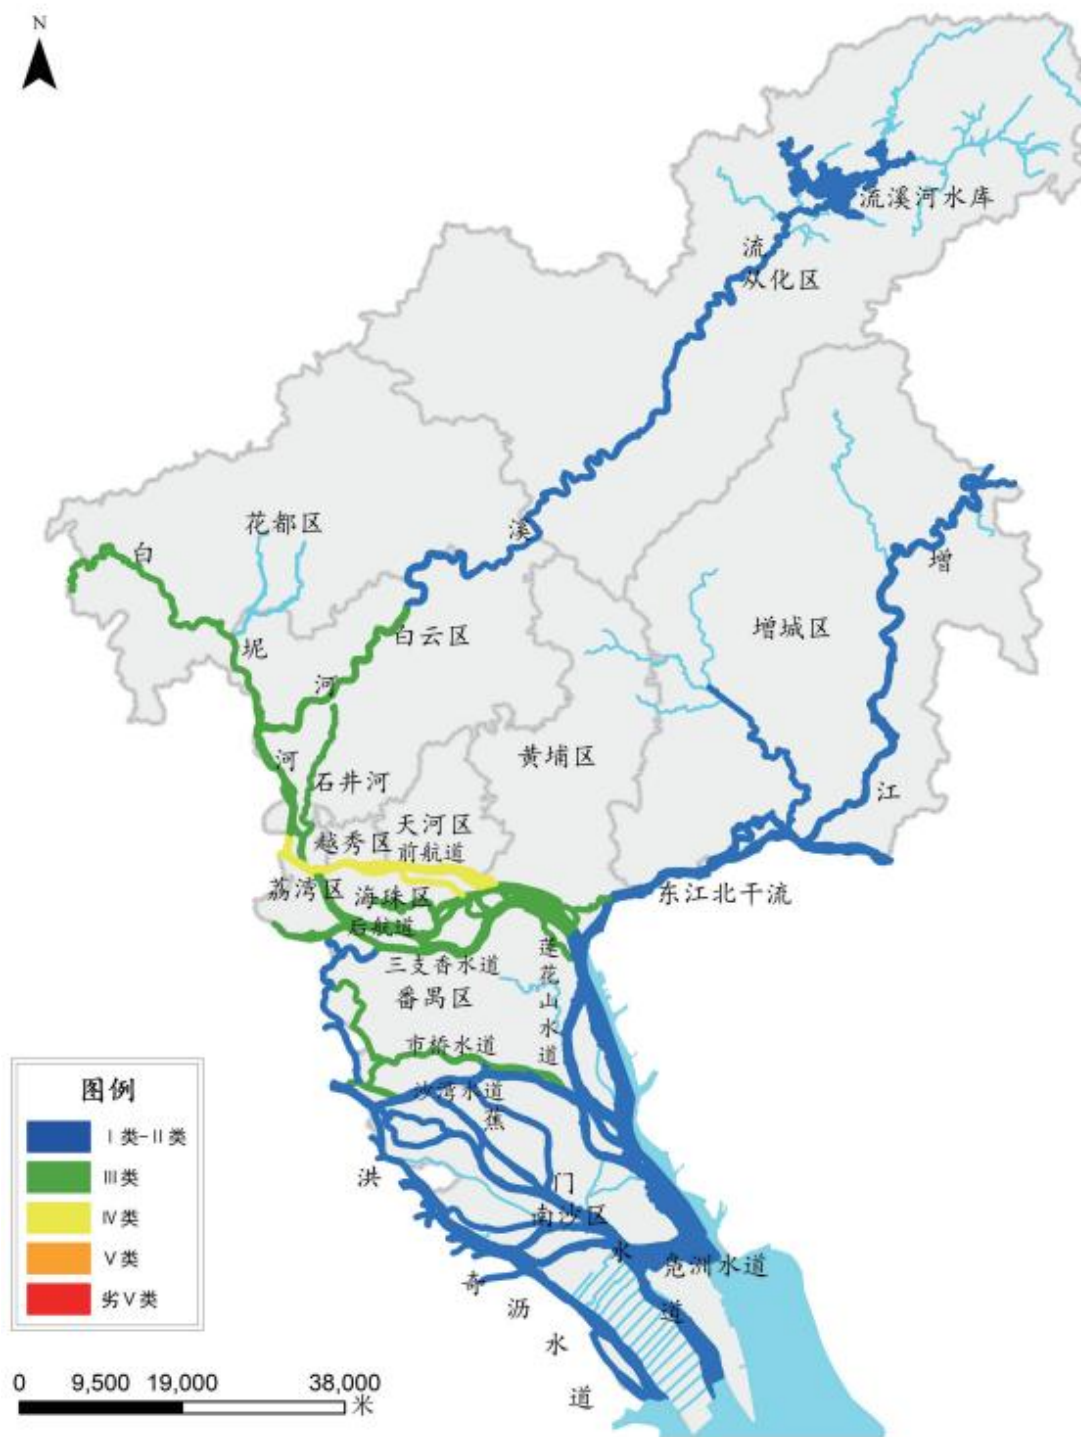 N
流溪河水库
流
从化区
花都区
溪
白
增
白云区
增城区
坭
河
黄埔区
河
石井河
江
天河区
越秀区
前航道
荔湾区
海珠区
东江北干流
后航道
莲花山水道
三支香水道
番禺区
市桥水道
沙湾水道
蕉
洪
门
南沙区
水
凫洲水道
奇
沥
道
水
道
图例
Ⅰ类-Ⅱ类
Ⅲ类
Ⅳ类
Ⅴ类
劣Ⅴ类
0 9,500 19,000 38,000
米